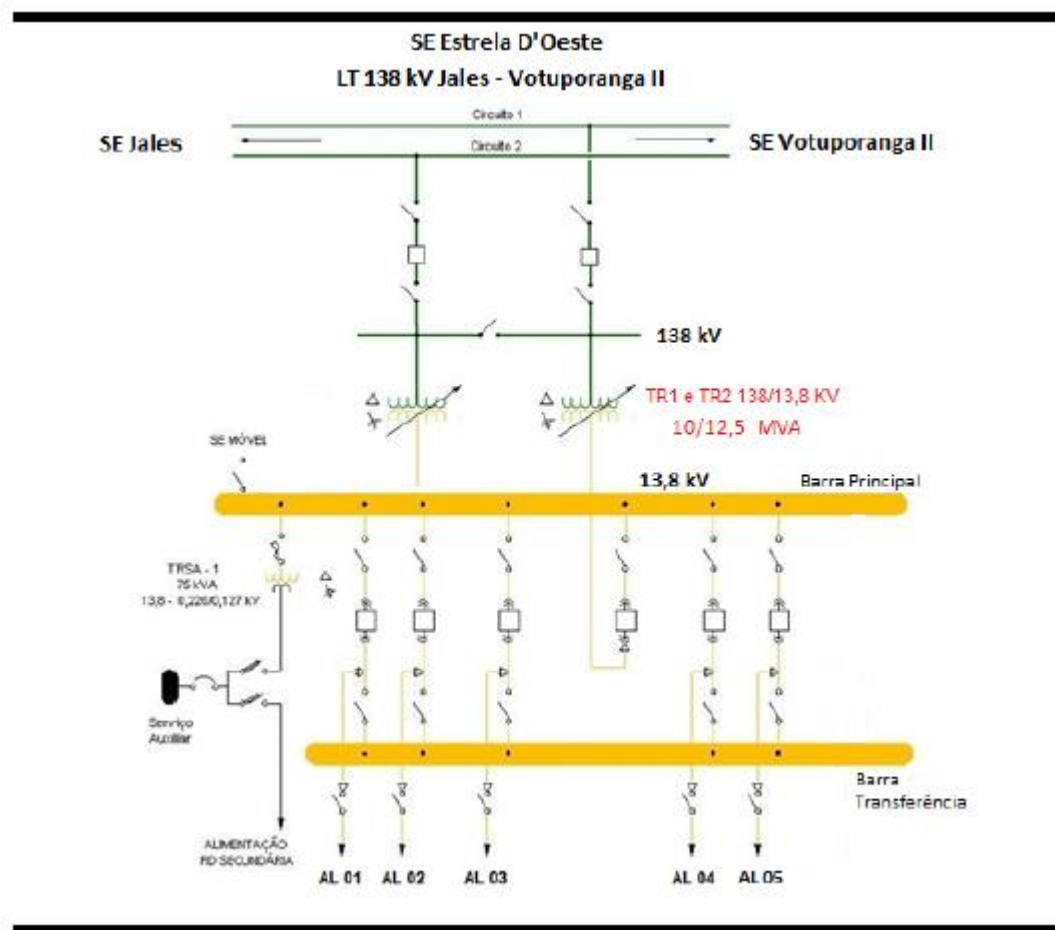 SE Estrela D'Oeste
LT 138 kV Jales - Votuporanga II
Circuito 1
SE Jales
SE Votuporanga II
Circuito 2
138 kV
TR1 e TR2 138/13,8 KV
10/12,5 MVA
SE MÓVEL
13,8 kV
Barra Principal
TRSA - 1
75 kVA
13,8 - 0,220/0,127 kV
Serviço
Auxiliar
Barra
Transferência
ALIMENTAÇÃO
RD SECUNDÁRIA
AL 01
AL 02
AL 03
AL 04
AL 05